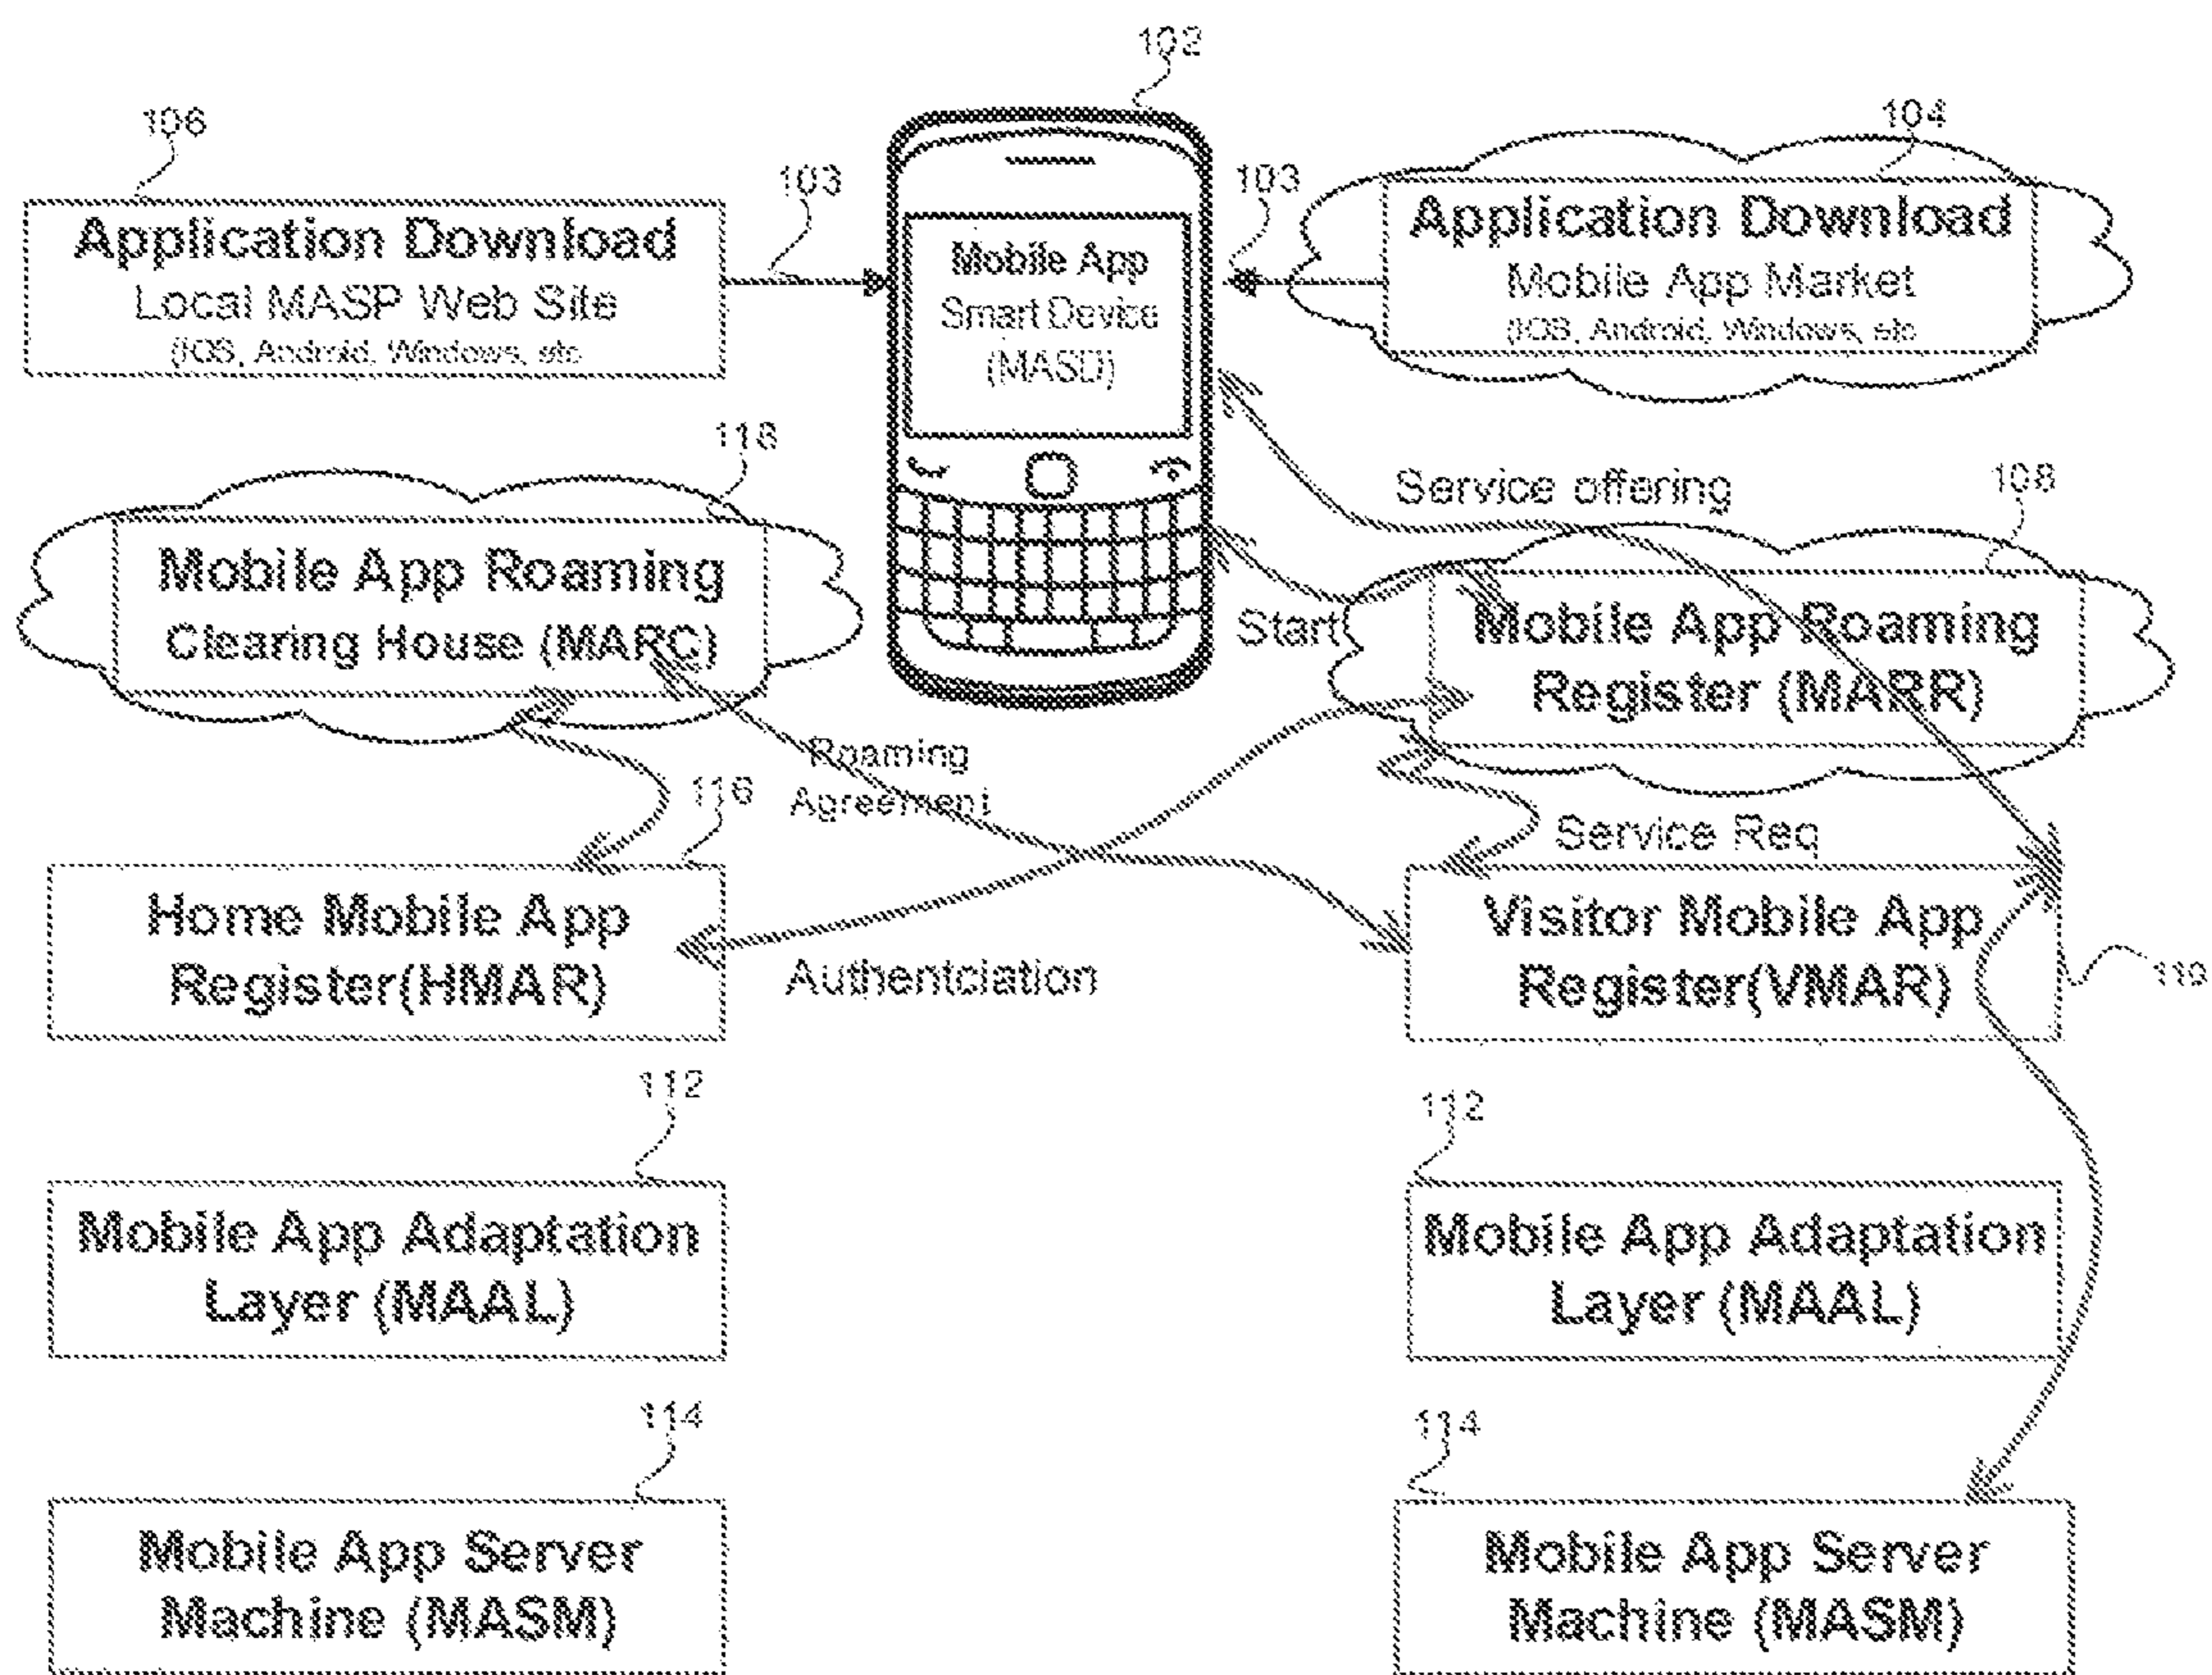 102
106
104
103
103
Application Download
Local MASP Web Site
(IOS, Android, Windows, etc
Mobile App
Smart Device
(MASD)
Application Download
Mobile App Market
(IOS, Android, Windows, etc
118
Service offering
108
Mobile App Roaming
Clearing House (MARC)
Start
Mobile App Roaming
Register (MARR)
Roaming
Agreement
116
Service Req
Home Mobile App
Register(HMAR)
Authentciation
Visitor Mobile App
Register(VMAR)
110
112
112
Mobile App Adaptation
Layer (MAAL)
Mobile App Adaptation
Layer (MAAL)
114
114
Mobile App Server
Machine (MASM)
Mobile App Server
Machine (MASM)